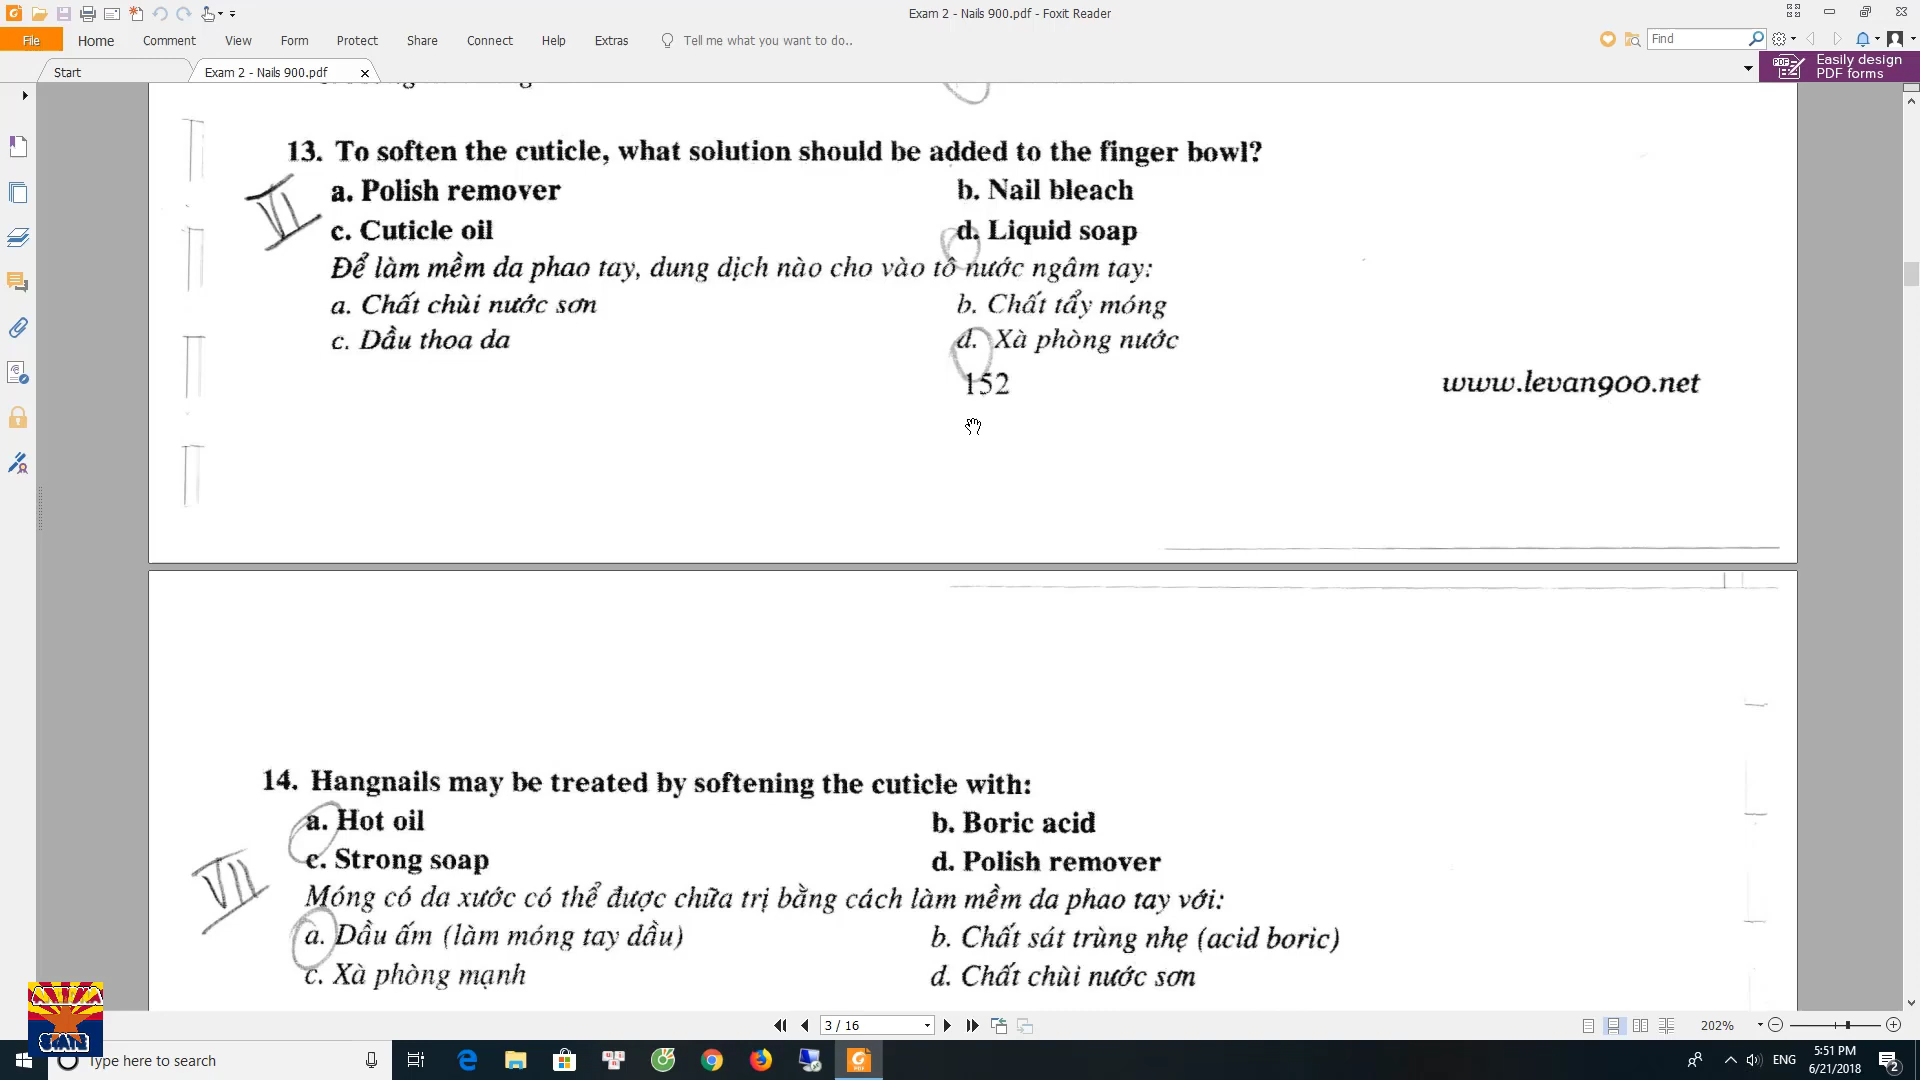 Exam 2 - Nails 900.pdf - Foxit Reader
File Home Comment View Form Protect Share Connect Help Extras Tell me what you want to do.. Find
Start Exam 2 - Nails 900.pdf Easily design
PDF forms
13. To soften the cuticle, what solution should be added to the finger bowl?
VI
a. Polish remover b. Nail bleach
c. Cuticle oil d. Liquid soap
Để làm mềm da phao tay, dung dịch nào cho vào tô nước ngâm tay:
a. Chất chùi nước sơn b. Chất tẩy móng
c. Dầu thoa da d. Xà phòng nước
152 www.levan900.net
14. Hangnails may be treated by softening the cuticle with:
a. Hot oil b. Boric acid
c. Strong soap d. Polish remover
VII
Móng có da xước có thể được chữa trị bằng cách làm mềm da phao tay với:
a. Dầu ấm (làm móng tay dầu) b. Chất sát trùng nhẹ (acid boric)
c. Xà phòng mạnh d. Chất chùi nước sơn
ARIZONA
STATE
3 / 16 202%
Type here to search ENG 5:51 PM
6/21/2018 2